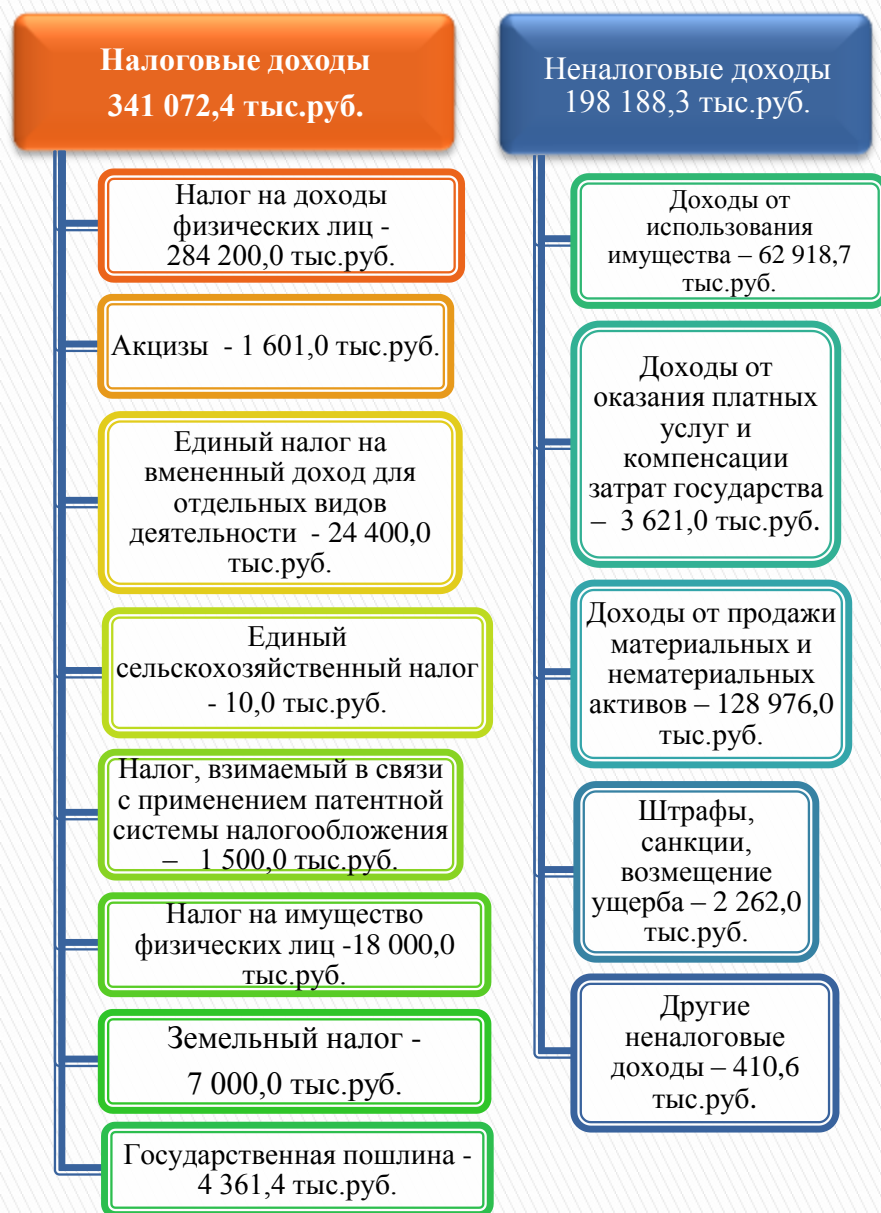 Налоговые доходы
341 072,4 тыс.руб.
Налог на доходы
физических лиц -
284 200,0 тыс.руб.
Акцизы - 1 601,0 тыс.руб.
Единый налог на
вмененный доход для
отдельных видов
деятельности - 24 400,0
тыс.руб.
Единый
сельскохозяйственный налог
- 10,0 тыс.руб.
Налог, взимаемый в связи
с применением патентной
системы налогообложения
– 1 500,0 тыс.руб.
Налог на имущество
физических лиц -18 000,0
тыс.руб.
Земельный налог -
7 000,0 тыс.руб.
Государственная пошлина -
4 361,4 тыс.руб.
Неналоговые доходы
198 188,3 тыс.руб.
Доходы от
использования
имущества – 62 918,7
тыс.руб.
Доходы от
оказания платных
услуг и
компенсации
затрат государства
– 3 621,0 тыс.руб.
Доходы от продажи
материальных и
нематериальных
активов – 128 976,0
тыс.руб.
Штрафы,
санкции,
возмещение
ущерба – 2 262,0
тыс.руб.
Другие
неналоговые
доходы – 410,6
тыс.руб.